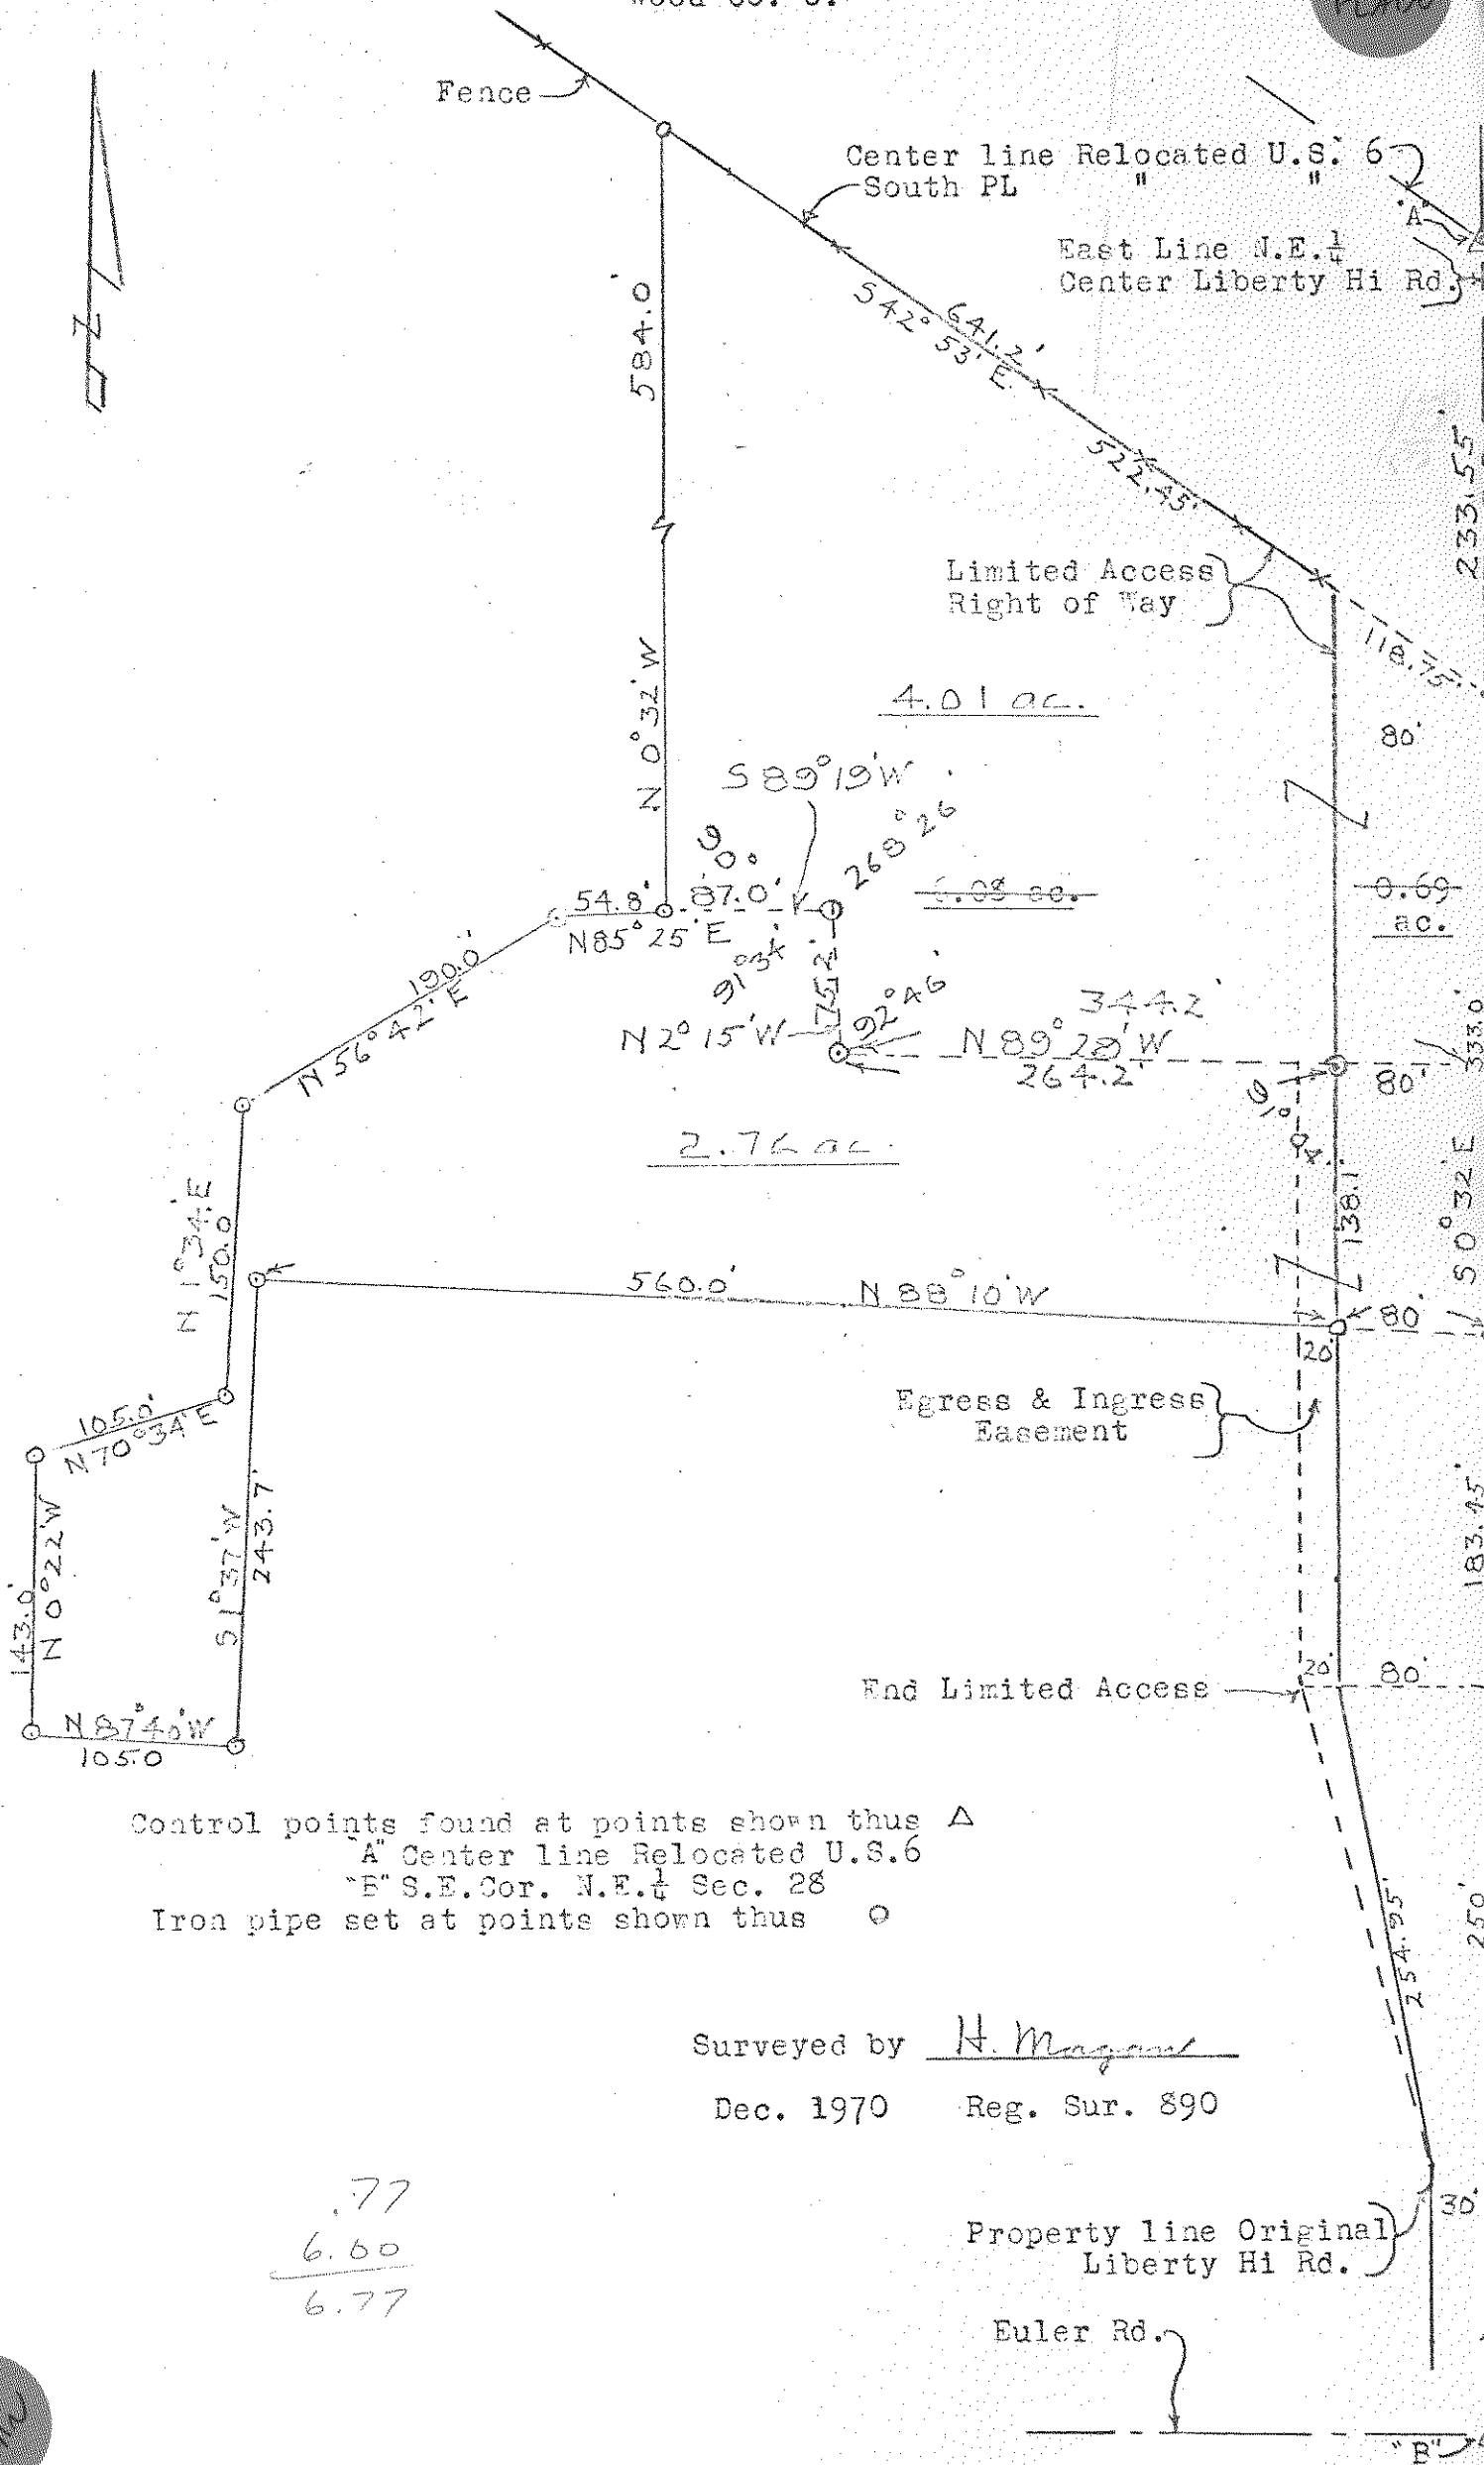 Fence
Center line Relocated U.S. 6
South PL " "
"A"
East Line N.E.¼
Center Liberty Hi Rd.
584.0'
641.2'
S42° 53' E.
522.45'
233.55'
Limited Access
Right of Way
118.75'
N 0° 32' W
4.01 ac.
80'
S 89° 19' W
90°
268° 26'
54.8'
87.0'
N85° 25' E
0.69
ac.
190.0'
N 56° 42' E
75.2'
92° 46'
344.2'
N 2° 15' W
N 89° 28' W
264.2'
80'
333.0'
2.76 ac.
138.1
S 0° 32' E
N 1° 34' E
150.0
560.0'
N 88° 10' W
80'
20'
Egress & Ingress
Easement
105.0'
N 70° 34' E
S 1° 37' W
243.7'
143.0'
N 0° 22' W
183.45'
End Limited Access
20'
80'
N 87° 40' W
105.0
Control points found at points shown thus △
"A" Center line Relocated U.S.6
"B" S.E.Cor. N.E.¼ Sec. 28
Iron pipe set at points shown thus O
254.95'
250'
Surveyed by H. Magaw
Dec. 1970 Reg. Sur. 890
.77
6.00
6.77
30'
Property line Original
Liberty Hi Rd.
Euler Rd.
"B"